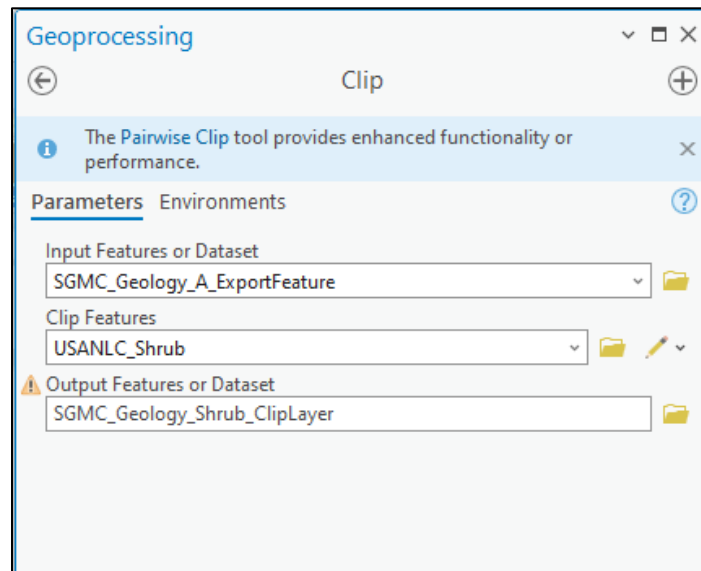 Geoprocessing
Clip
The Pairwise Clip tool provides enhanced functionality or
performance.
Parameters Environments
Input Features or Dataset
SGMC_Geology_A_ExportFeature
Clip Features
USANLC_Shrub
Output Features or Dataset
SGMC_Geology_Shrub_ClipLayer